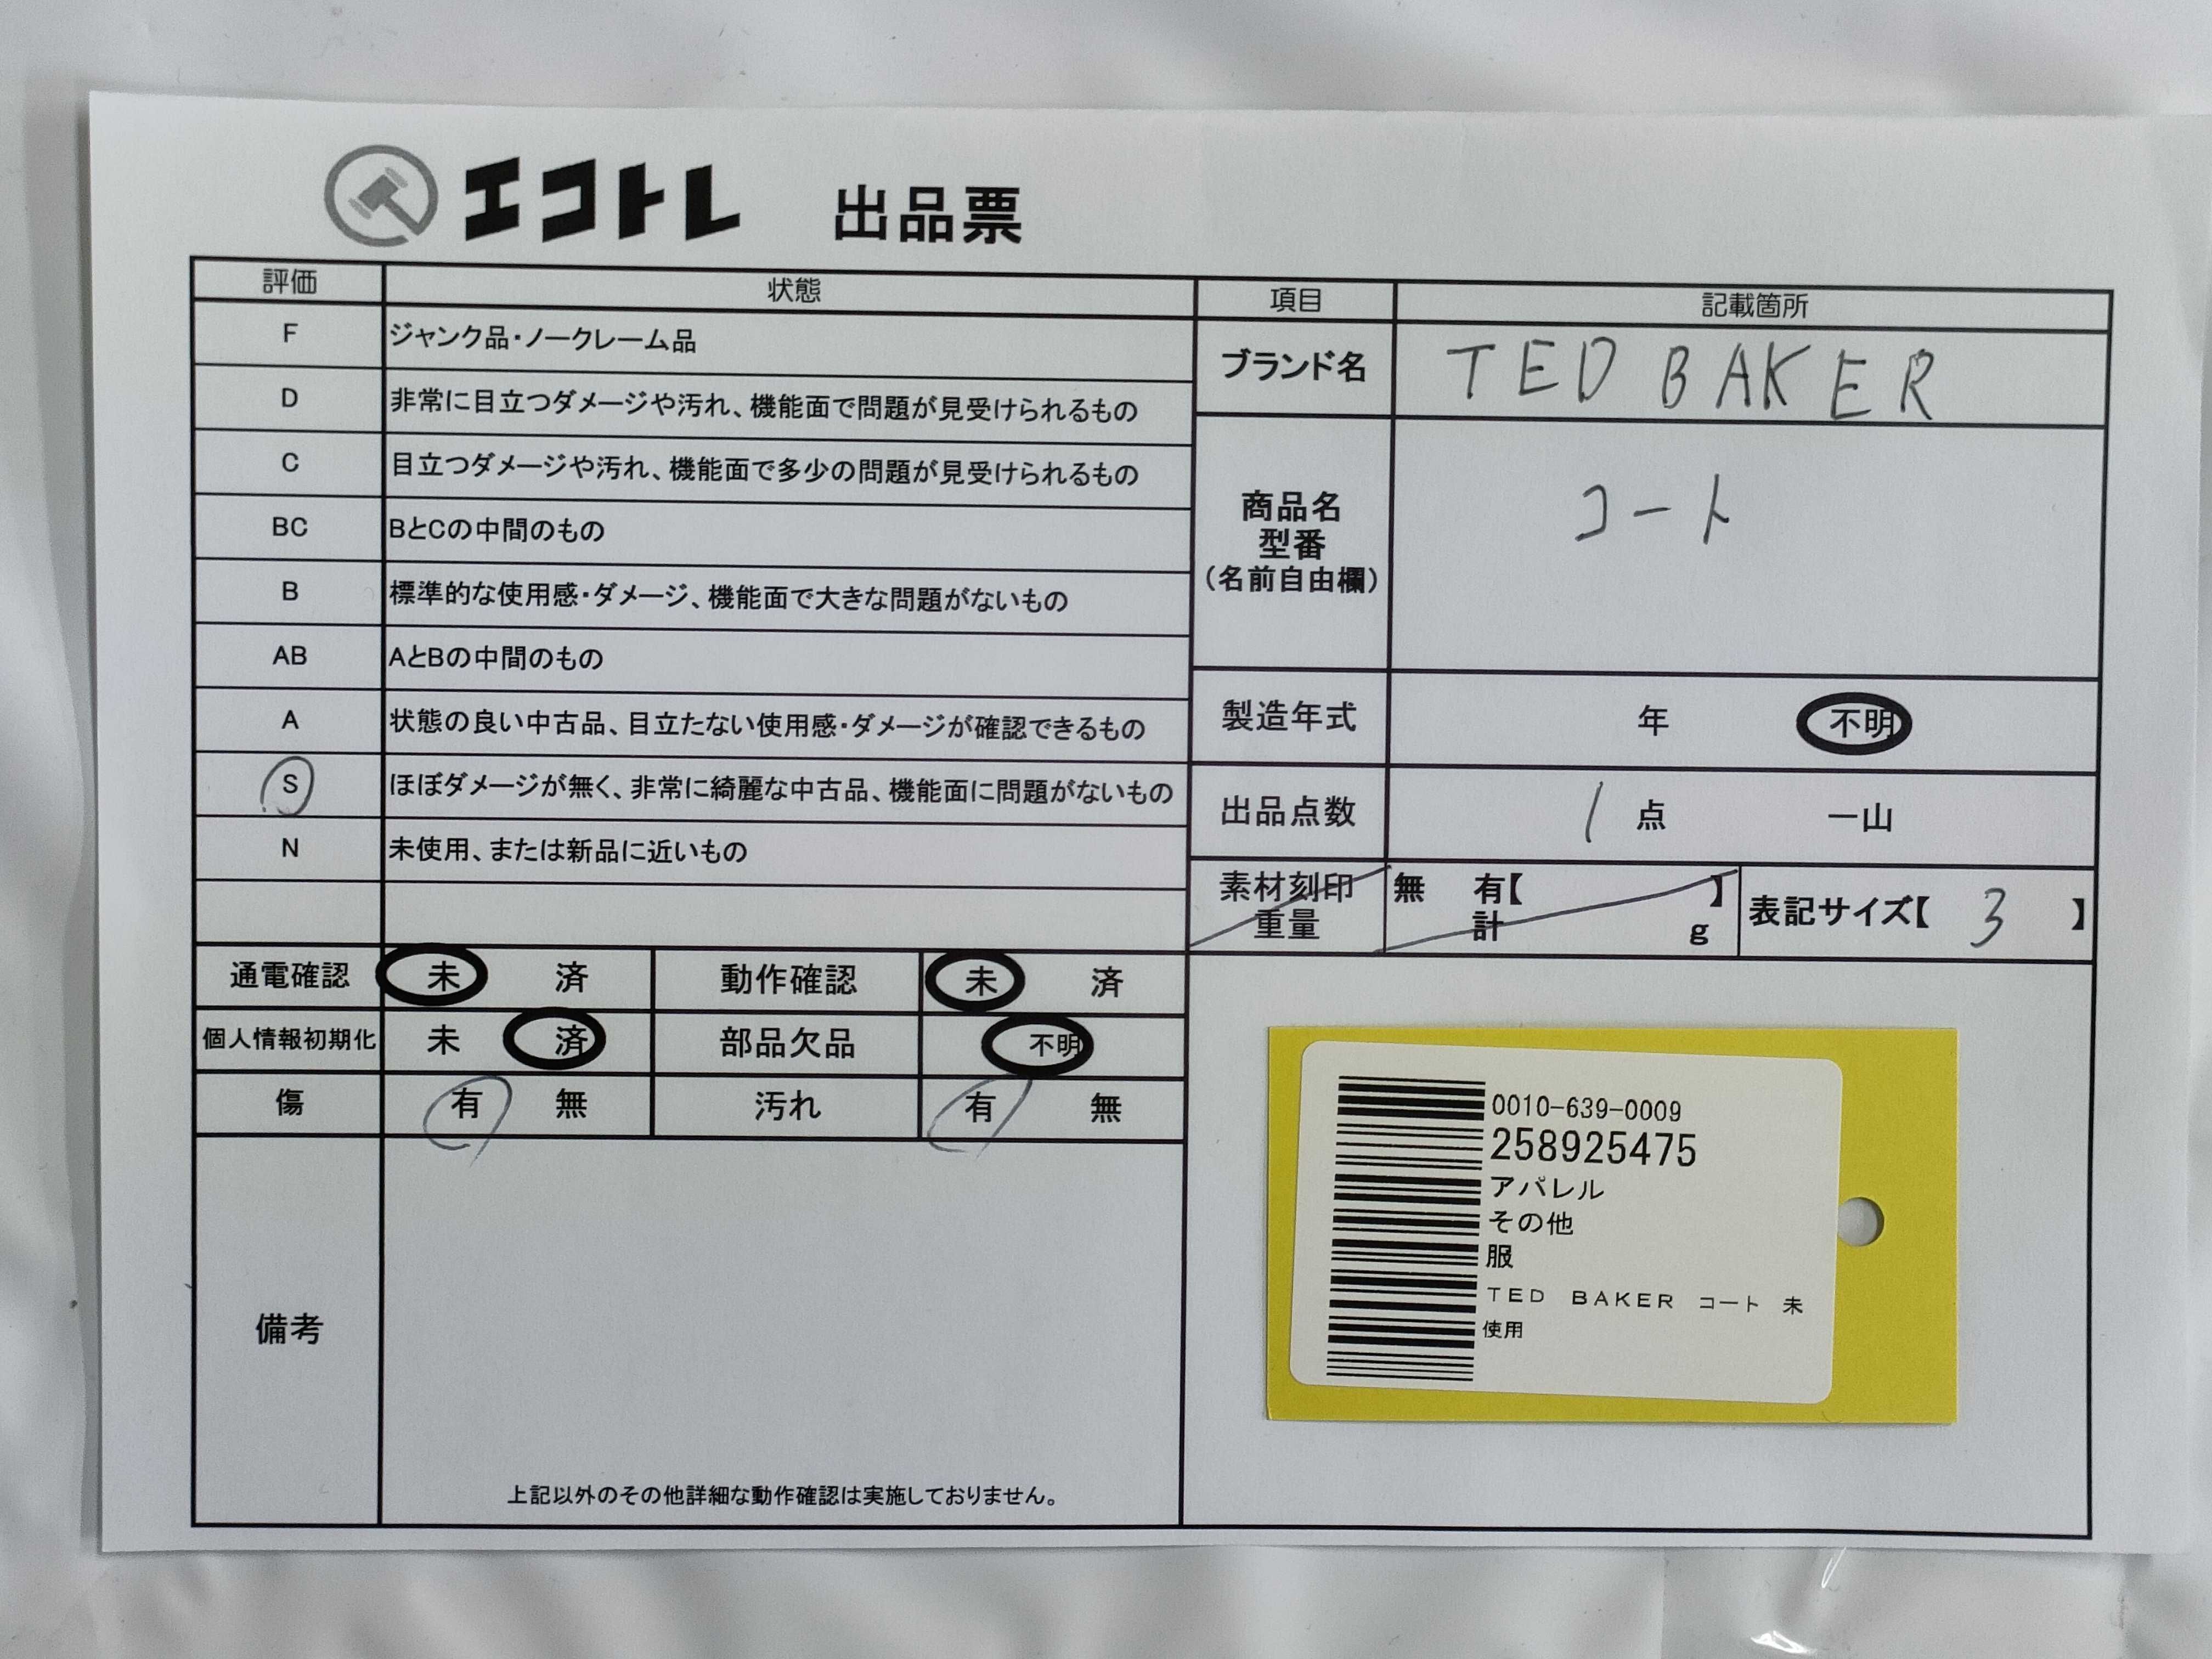 エコトレ 出品票
評価 状態 項目 記載箇所
F ジャンク品・ノークレーム品
D 非常に目立つダメージや汚れ、機能面で問題が見受けられるもの
C 目立つダメージや汚れ、機能面で多少の問題が見受けられるもの
BC BとCの中間のもの
B 標準的な使用感・ダメージ、機能面で大きな問題がないもの
AB AとBの中間のもの
A 状態の良い中古品、目立たない使用感・ダメージが確認できるもの
S ほぼダメージが無く、非常に綺麗な中古品、機能面に問題がないもの
N 未使用、または新品に近いもの
通電確認 未 済 動作確認 未 済
個人情報初期化 未 済 部品欠品 不明
傷 有 無 汚れ 有 無
備考
上記以外のその他詳細な動作確認は実施しておりません。
ブランド名 TED BAKER
商品名
型番
(名前自由欄)
コート
製造年式 年 不明
出品点数 1 点 一山
素材刻印 無 有【 】
重量 計 g
表記サイズ【 3 】
0010-639-0009
258925475
アパレル
その他
服
TED BAKER コート 未
使用